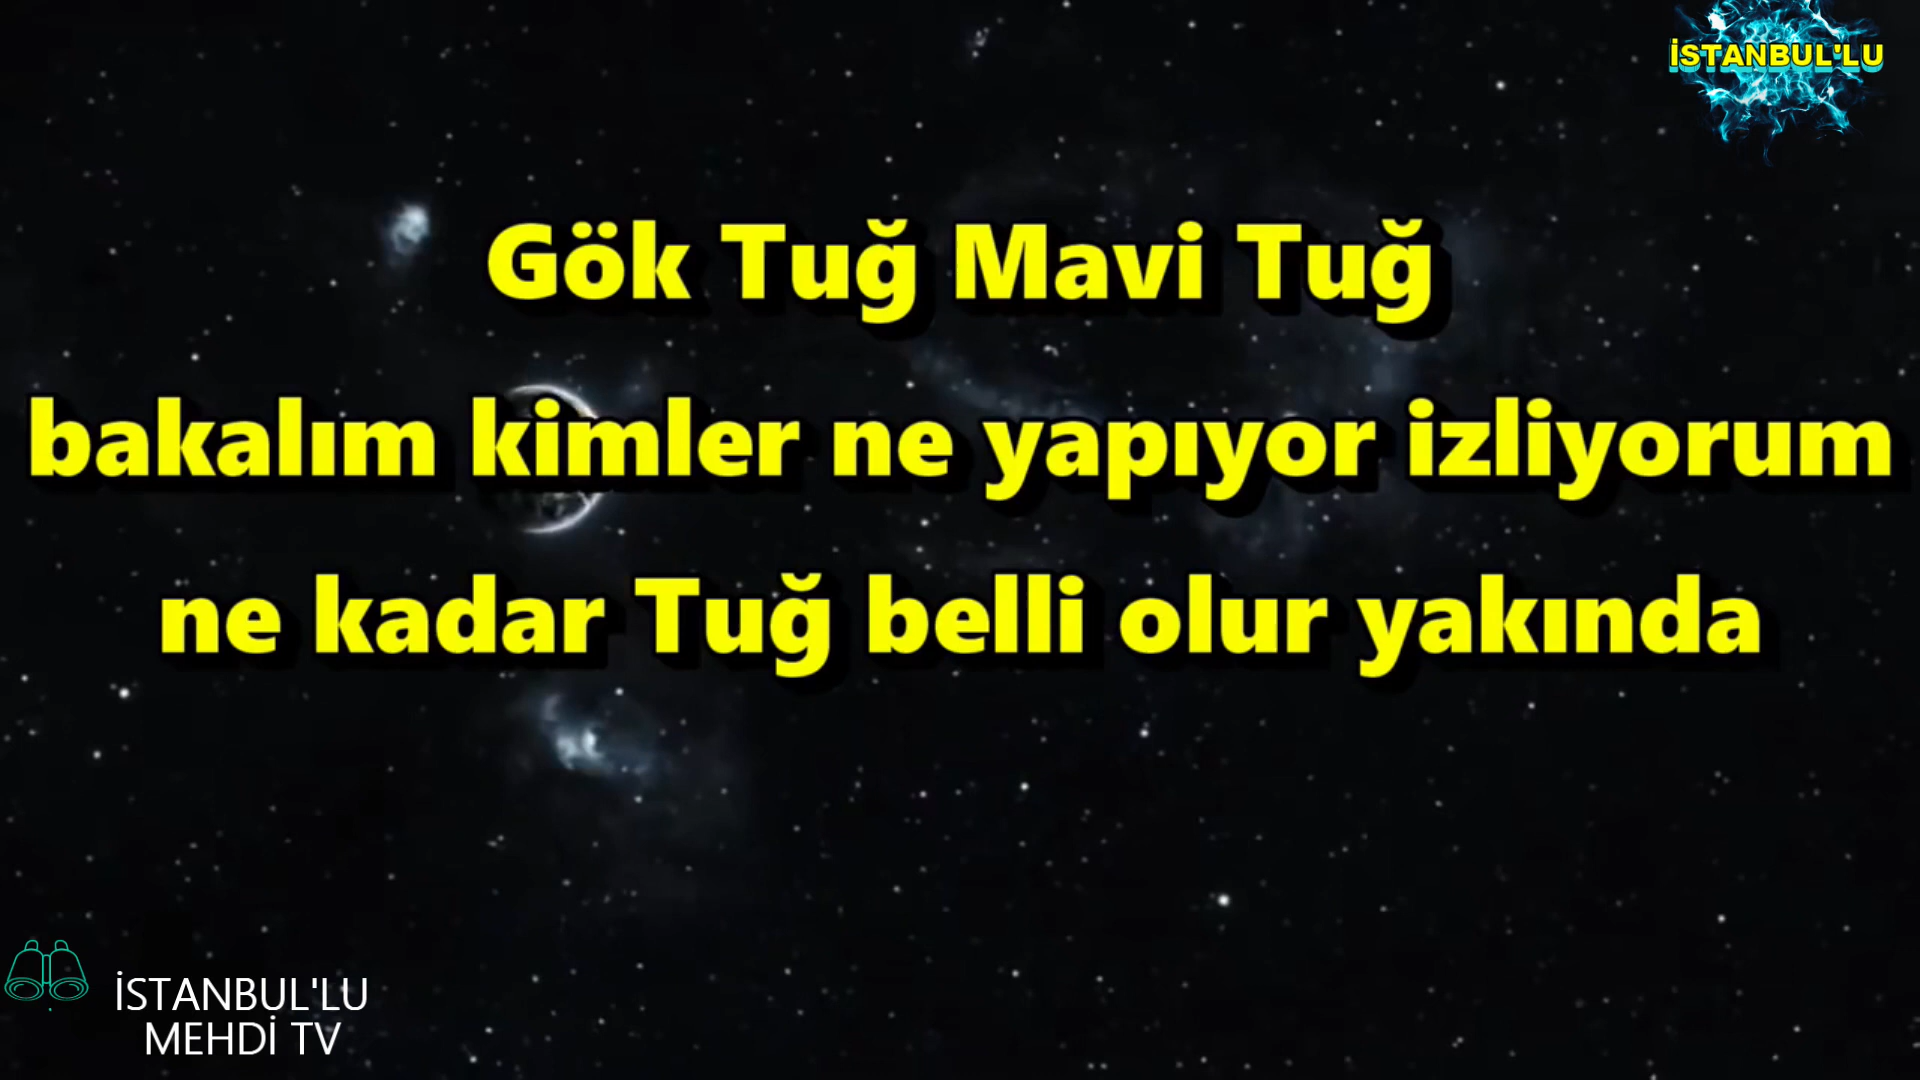 İSTANBUL'LU
Gök Tuğ Mavi Tuğ
bakalım kimler ne yapıyor izliyorum
ne kadar Tuğ belli olur yakında
İSTANBUL'LU
MEHDİ TV